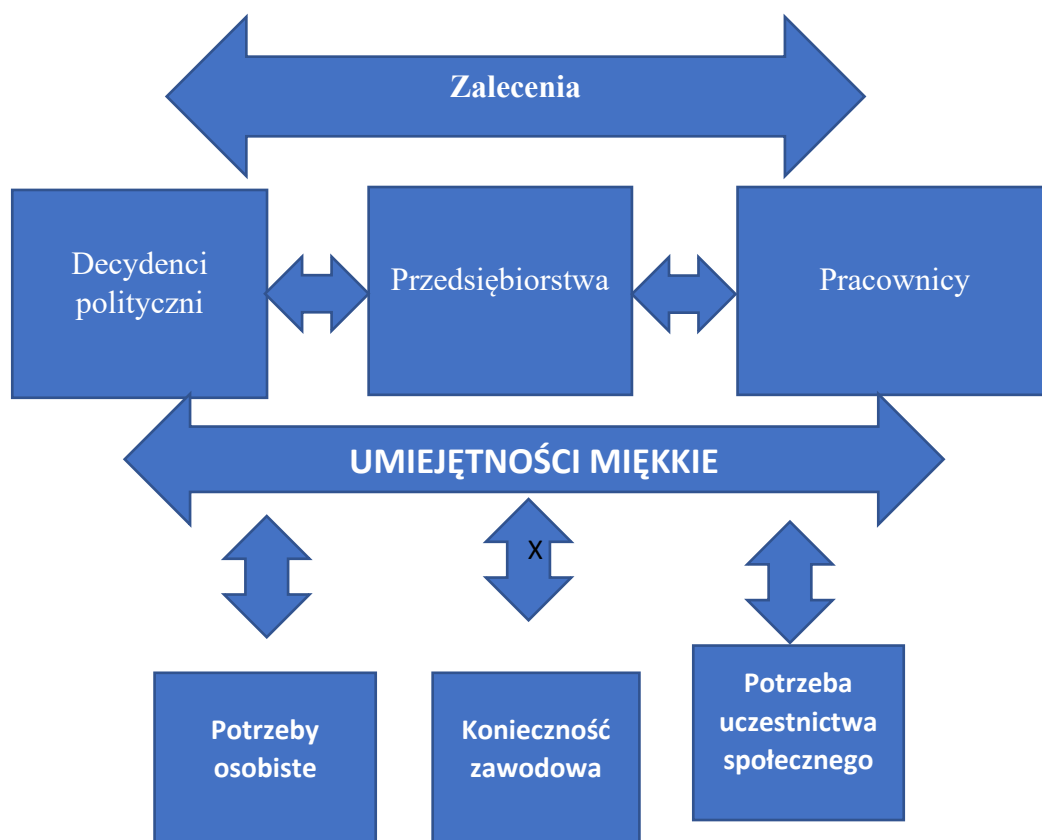 Zalecenia
Decydenci
polityczni
Przedsiębiorstwa
Pracownicy
UMIEJĘTNOŚCI MIĘKKIE
X
Potrzeby
osobiste
Konieczność
zawodowa
Potrzeba
uczestnictwa
społecznego